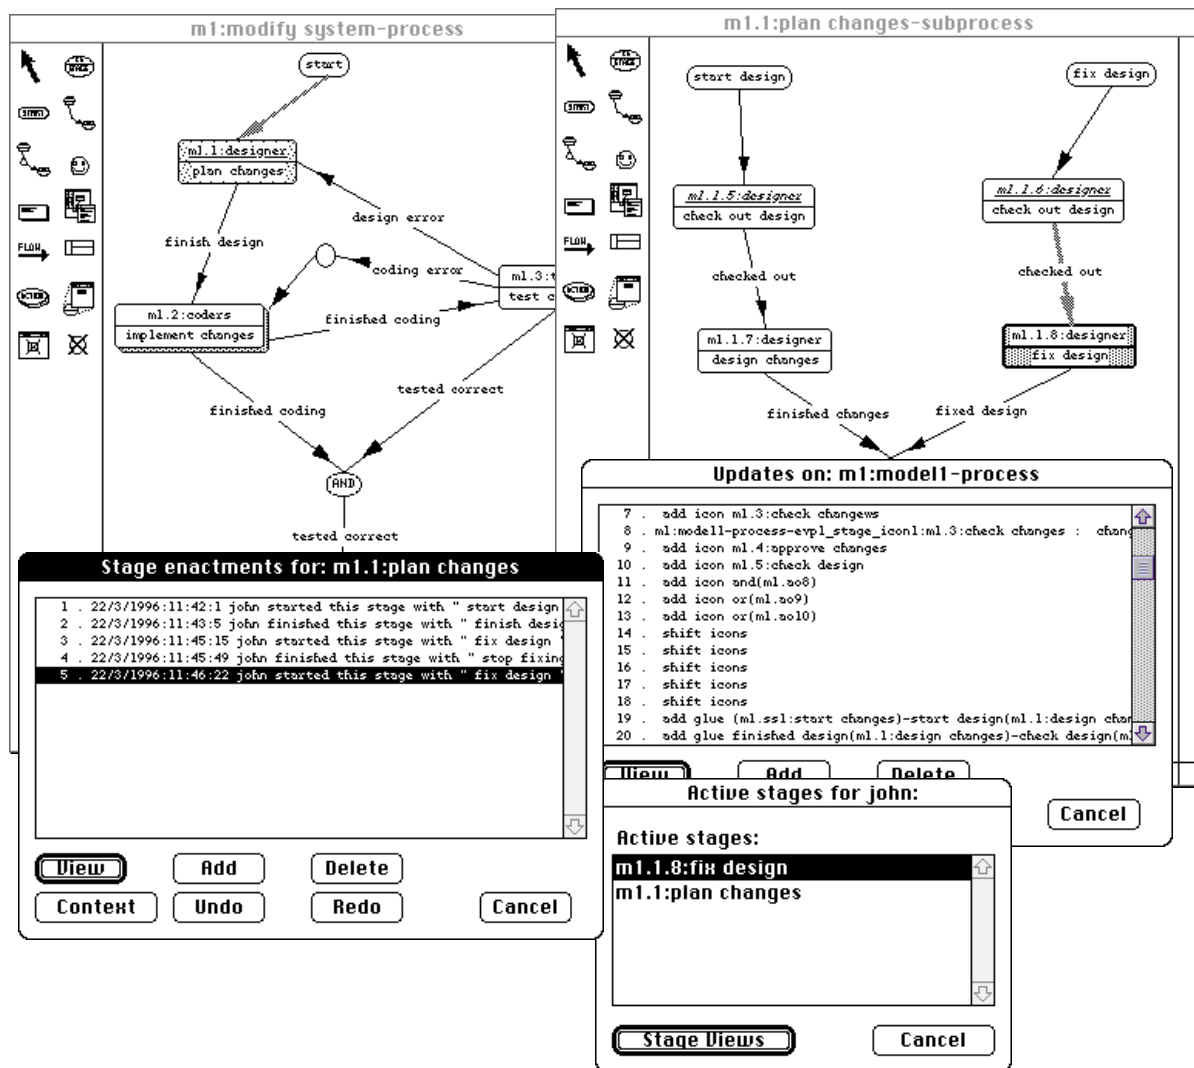 m1:modify system-process
START
FLOW
ACTION
start
m1.1:designer
plan changes
design error
finish design
coding error
m1.3:t
test c
m1.2:coders
implement changes
finished coding
tested correct
finished coding
AND
tested correct
m1.1:plan changes-subprocess
START
FLOW
ACTION
start design
fix design
m1.1.5:designer
check out design
m1.1.6:designer
check out design
checked out
checked out
m1.1.7:designer
design changes
m1.1.8:designer
fix design
finished changes
fixed design
Updates on: m1:model1-process
7 . add icon m1.3:check changews
8 . m1:model1-process-evpl_stage_icon1:m1.3:check changes : chang
9 . add icon m1.4:approve changes
10 . add icon m1.5:check design
11 . add icon and(m1.ao8)
12 . add icon or(m1.ao9)
13 . add icon or(m1.ao10)
14 . shift icons
15 . shift icons
16 . shift icons
17 . shift icons
18 . shift icons
19 . add glue (m1.ss1:start changes)-start design(m1.1:design chan
20 . add glue finished design(m1.1:design changes)-check design(m1
View Add Delete
Cancel
Stage enactments for: m1.1:plan changes
1 . 22/3/1996:11:42:1 john started this stage with " start design
2 . 22/3/1996:11:43:5 john finished this stage with " finish desig
3 . 22/3/1996:11:45:15 john started this stage with " fix design "
4 . 22/3/1996:11:45:49 john finished this stage with " stop fixing
5 . 22/3/1996:11:46:22 john started this stage with " fix design "
View Add Delete
Context Undo Redo Cancel
Active stages for john:
Active stages:
m1.1.8:fix design
m1.1:plan changes
Stage Views Cancel